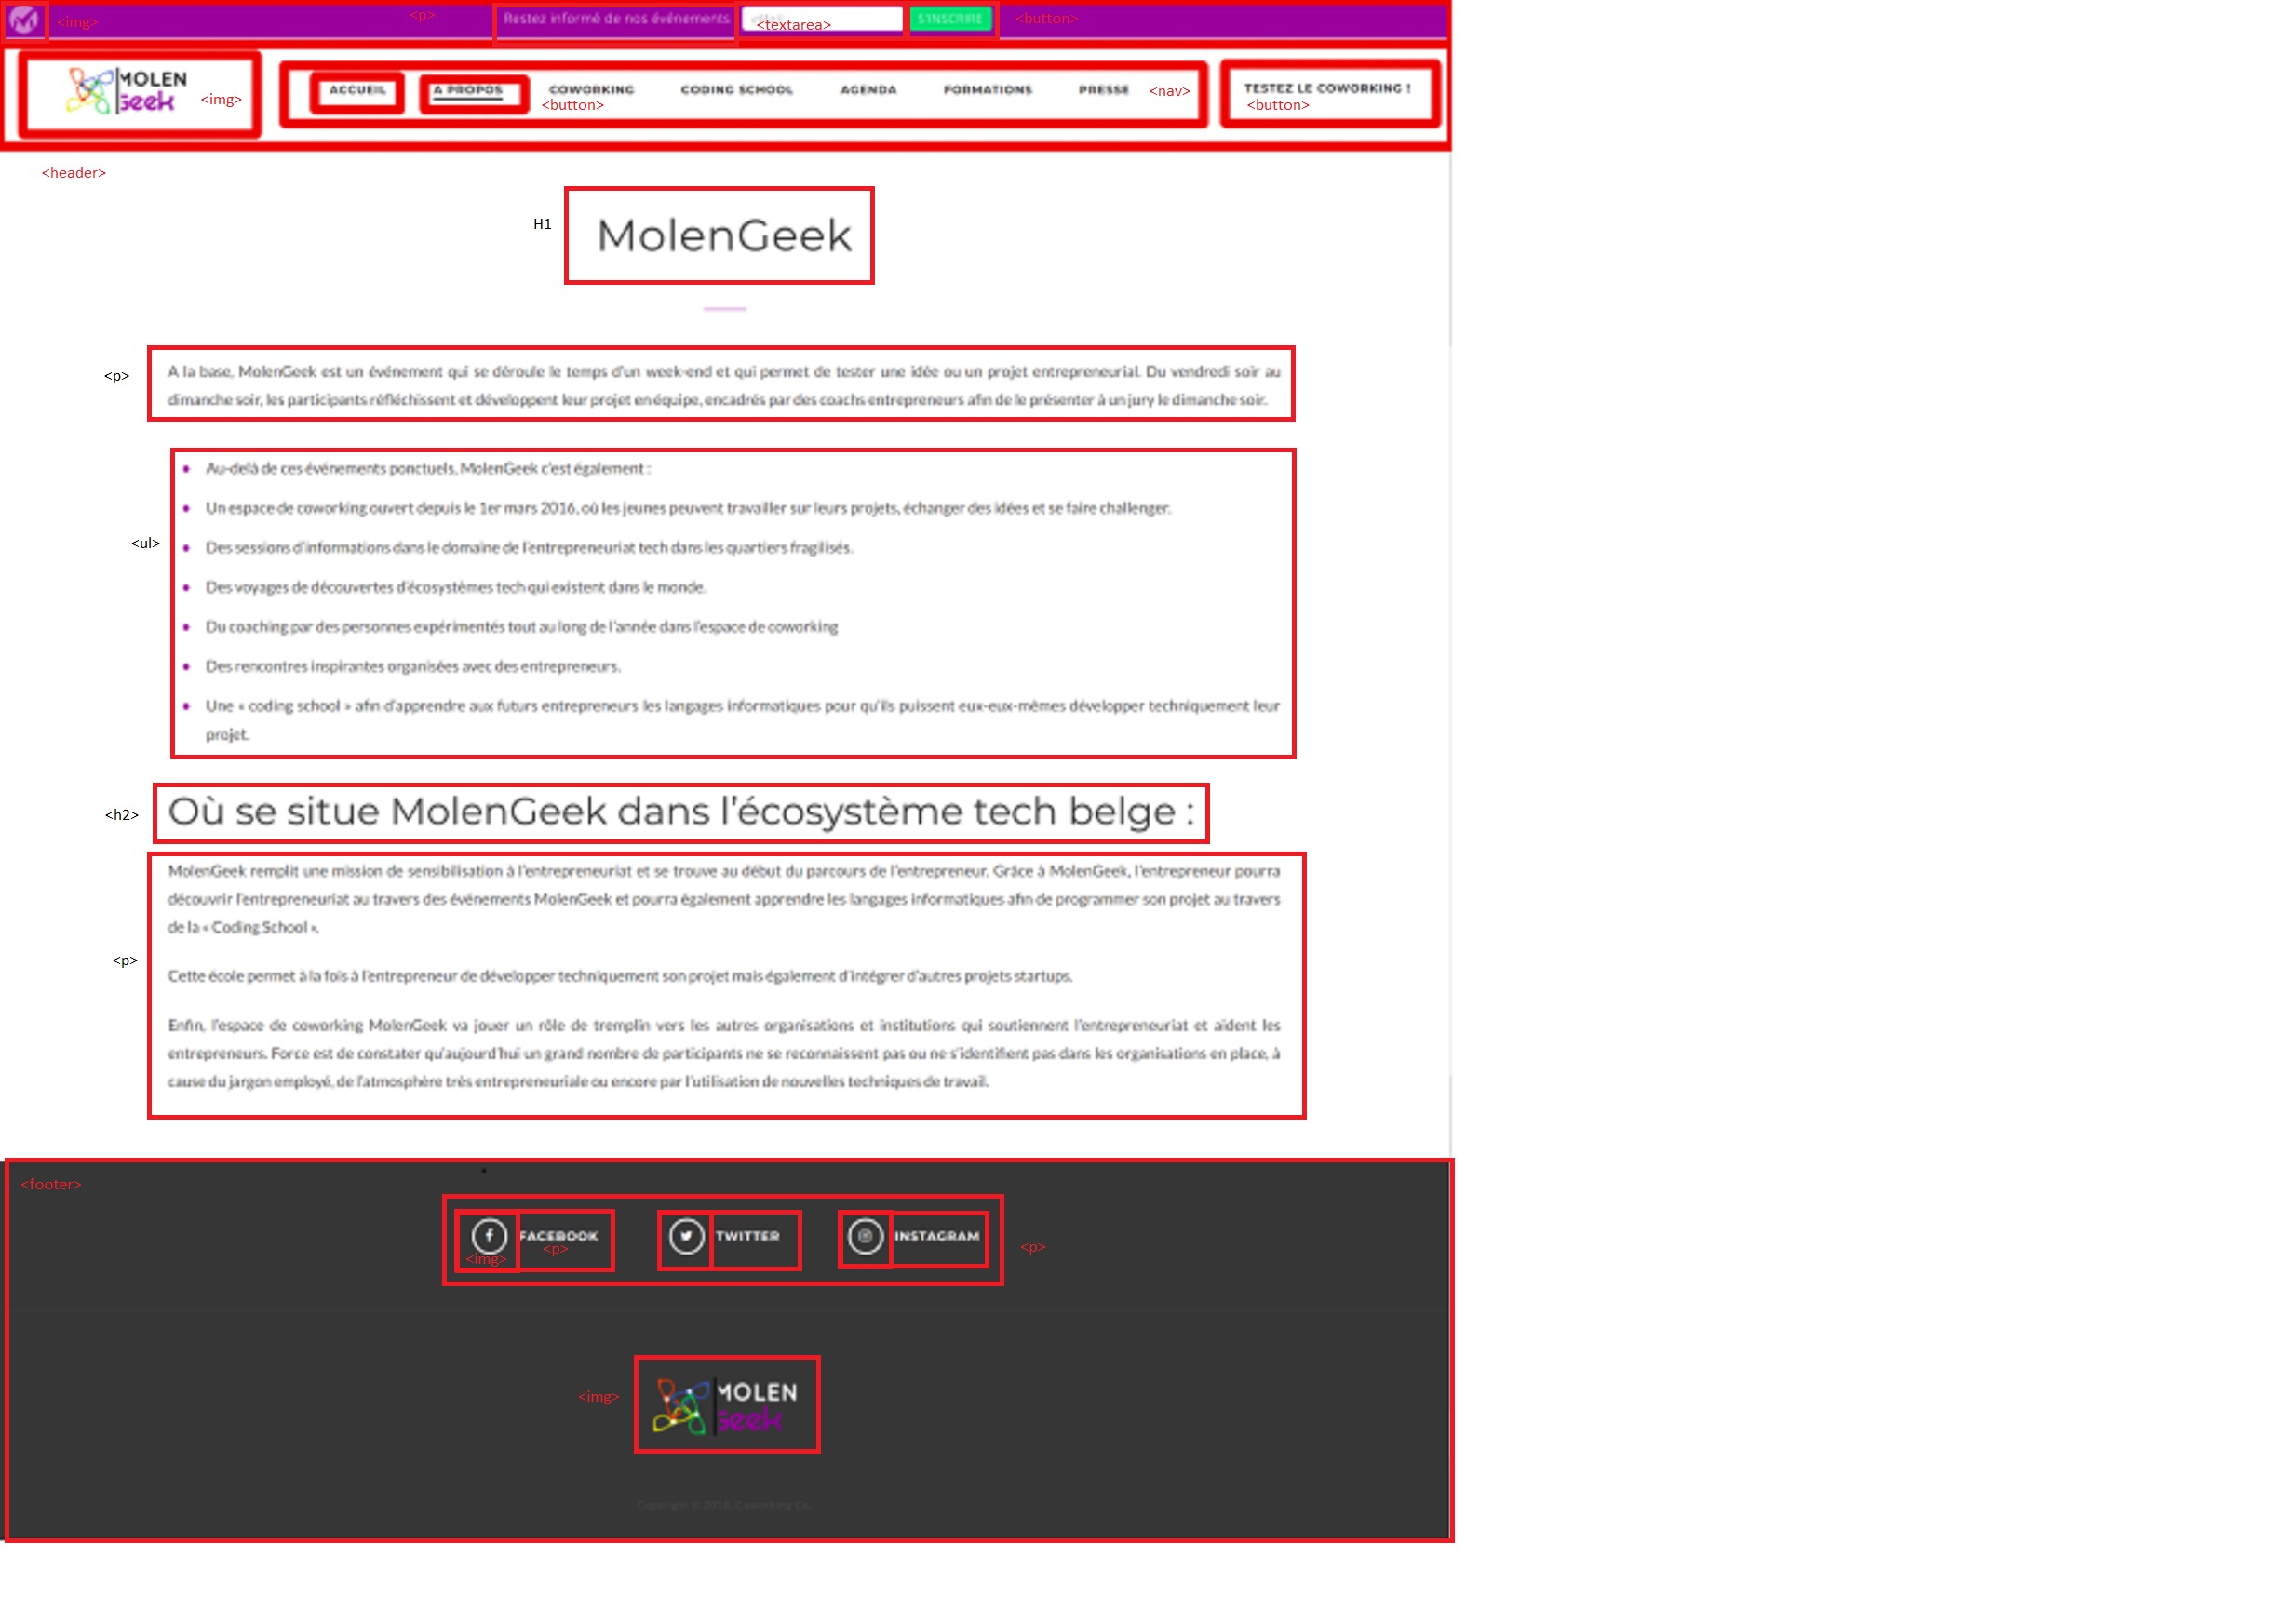 <img>
<p>
Restez informé de nos événements
<textarea>
S'INSCRIRE
<button>
MOLEN
Geek
<img>
ACCUEIL
A PROPOS
COWORKING
<button>
CODING SCHOOL
AGENDA
FORMATIONS
PRESSE
<nav>
TESTEZ LE COWORKING !
<button>
<header>
H1
MolenGeek
<p>
A la base, MolenGeek est un événement qui se déroule le temps d'un week-end et qui permet de tester une idée ou un projet entrepreneurial. Du vendredi soir au
dimanche soir, les participants réfléchissent et développent leur projet en équipe, encadrés par des coachs entrepreneurs afin de le présenter à un jury le dimanche soir.
<ul>
Au-delà de ces événements ponctuels, MolenGeek c'est également :
Un espace de coworking ouvert depuis le 1er mars 2016, où les jeunes peuvent travailler sur leurs projets, échanger des idées et se faire challenger.
Des sessions d'informations dans le domaine de l'entrepreneuriat tech dans les quartiers fragilisés.
Des voyages de découvertes d'écosystèmes tech qui existent dans le monde.
Du coaching par des personnes expérimentés tout au long de l'année dans l'espace de coworking
Des rencontres inspirantes organisées avec des entrepreneurs.
Une « coding school » afin d'apprendre aux futurs entrepreneurs les langages informatiques pour qu'ils puissent eux-eux-mêmes développer techniquement leur
projet.
<h2>
Où se situe MolenGeek dans l'écosystème tech belge :
<p>
MolenGeek remplit une mission de sensibilisation à l'entrepreneuriat et se trouve au début du parcours de l'entrepreneur. Grâce à MolenGeek, l'entrepreneur pourra
découvrir l'entrepreneuriat au travers des événements MolenGeek et pourra également apprendre les langages informatiques afin de programmer son projet au travers
de la « Coding School ».
Cette école permet à la fois à l'entrepreneur de développer techniquement son projet mais également d'intégrer d'autres projets startups.
Enfin, l'espace de coworking MolenGeek va jouer un rôle de tremplin vers les autres organisations et institutions qui soutiennent l'entrepreneuriat et aident les
entrepreneurs. Force est de constater qu'aujourd'hui un grand nombre de participants ne se reconnaissent pas ou ne s'identifient pas dans les organisations en place, à
cause du jargon employé, de l'atmosphère très entrepreneuriale ou encore par l'utilisation de nouvelles techniques de travail.
<footer>
FACEBOOK
<img>
<p>
TWITTER
INSTAGRAM
<p>
<img>
MOLEN
Geek
Copyright © 2018, Coworking Co